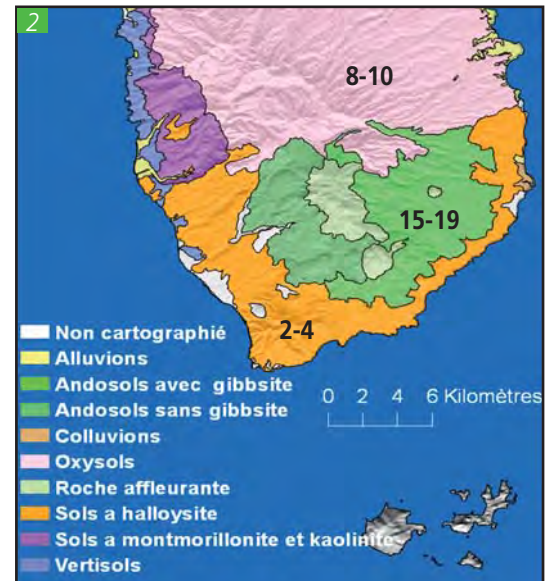 2
8-10
15-19
2-4
Non cartographié
Alluvions
Andosols avec gibbsite
Andosols sans gibbsite
0 2 4 6 Kilomètres
Colluvions
Oxysols
Roche affleurante
Sols a halloysite
Sols a montmorillonite et kaolinite
Vertisols